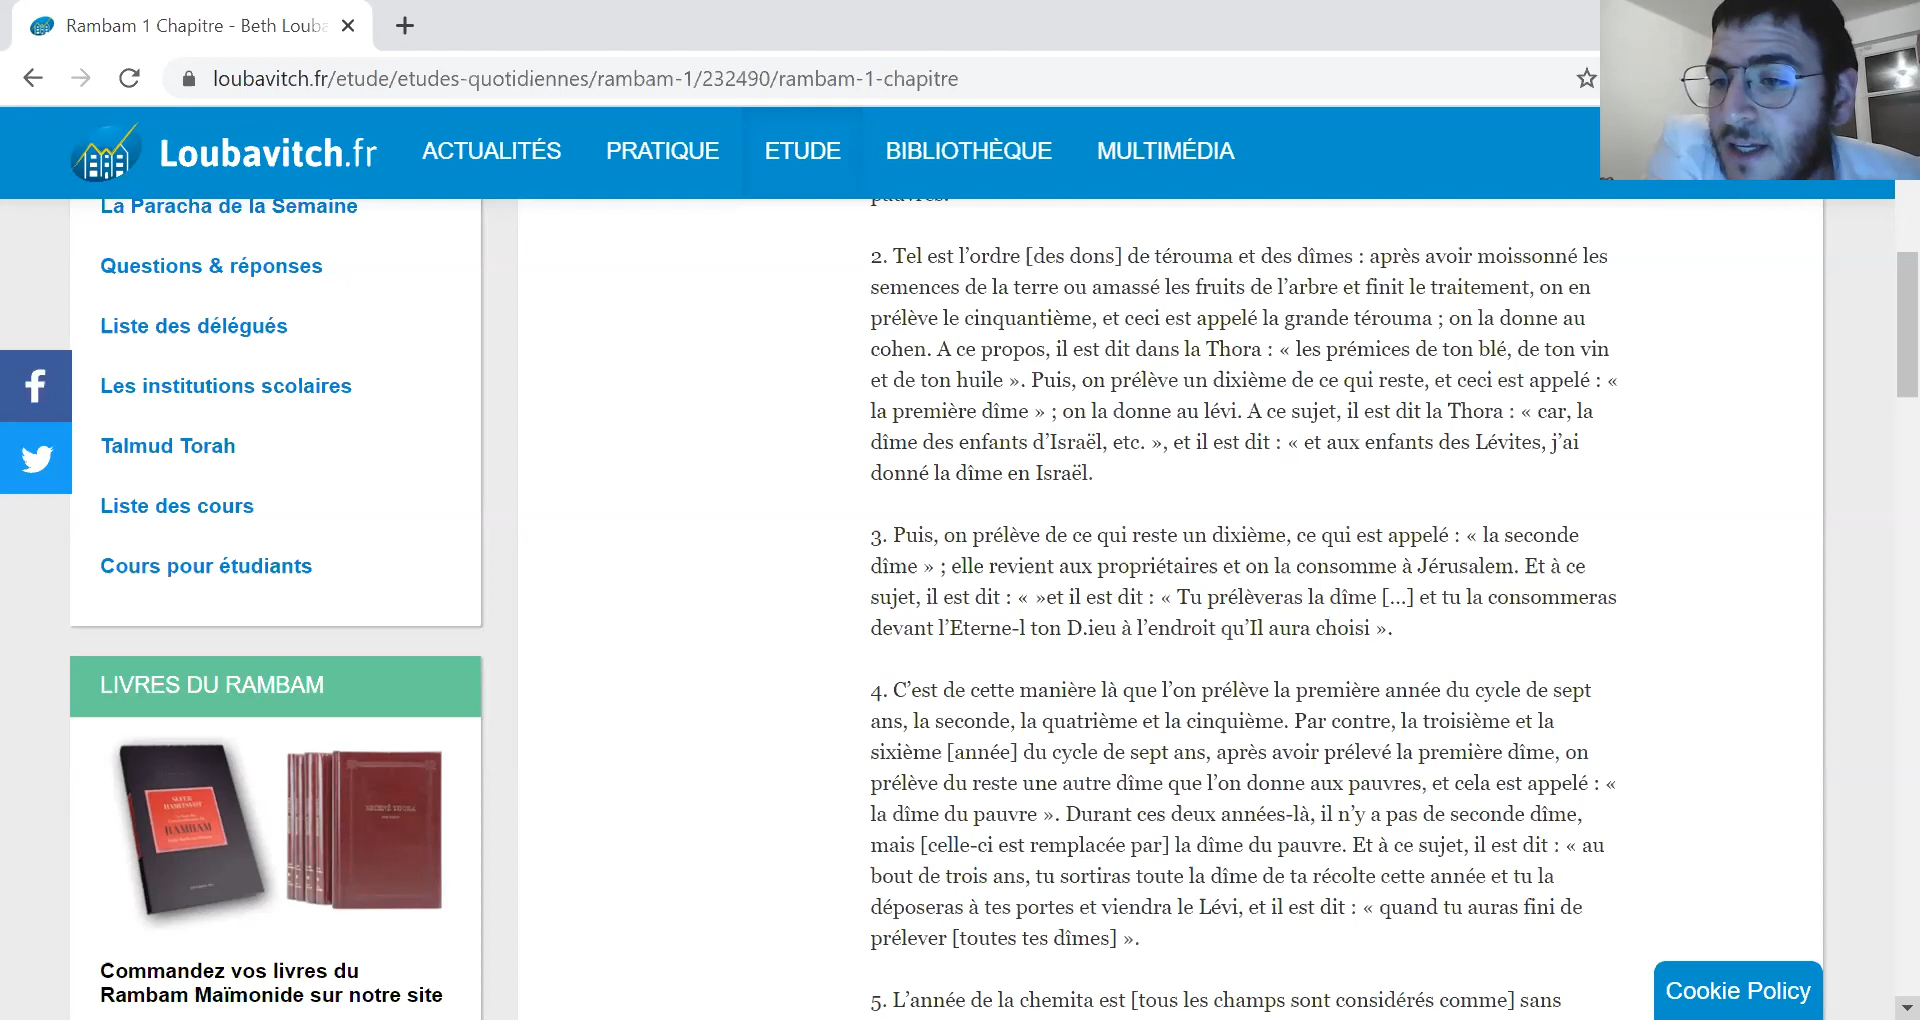 Rambam 1 Chapitre - Beth Louba
loubavitch.fr/etude/etudes-quotidiennes/rambam-1/232490/rambam-1-chapitre
Loubavitch.fr
ACTUALITÉS
PRATIQUE
ETUDE
BIBLIOTHÈQUE
MULTIMÉDIA
La Paracha de la Semaine
Questions & réponses
Liste des délégués
Les institutions scolaires
Talmud Torah
Liste des cours
Cours pour étudiants
LIVRES DU RAMBAM
SEFER
HAMITSVOT
RAMBAM
Commandez vos livres du
Rambam Maïmonide sur notre site
pauvres.
2. Tel est l’ordre [des dons] de térouma et des dîmes : après avoir moissonné les
semences de la terre ou amassé les fruits de l’arbre et finit le traitement, on en
prélève le cinquantième, et ceci est appelé la grande térouma ; on la donne au
cohen. A ce propos, il est dit dans la Thora : « les prémices de ton blé, de ton vin
et de ton huile ». Puis, on prélève un dixième de ce qui reste, et ceci est appelé : «
la première dîme » ; on la donne au lévi. A ce sujet, il est dit la Thora : « car, la
dîme des enfants d’Israël, etc. », et il est dit : « et aux enfants des Lévites, j’ai
donné la dîme en Israël.
3. Puis, on prélève de ce qui reste un dixième, ce qui est appelé : « la seconde
dîme » ; elle revient aux propriétaires et on la consomme à Jérusalem. Et à ce
sujet, il est dit : « »et il est dit : « Tu prélèveras la dîme [...] et tu la consommeras
devant l’Eterne-l ton D.ieu à l’endroit qu’Il aura choisi ».
4. C’est de cette manière là que l’on prélève la première année du cycle de sept
ans, la seconde, la quatrième et la cinquième. Par contre, la troisième et la
sixième [année] du cycle de sept ans, après avoir prélevé la première dîme, on
prélève du reste une autre dîme que l’on donne aux pauvres, et cela est appelé : «
la dîme du pauvre ». Durant ces deux années-là, il n’y a pas de seconde dîme,
mais [celle-ci est remplacée par] la dîme du pauvre. Et à ce sujet, il est dit : « au
bout de trois ans, tu sortiras toute la dîme de ta récolte cette année et tu la
déposeras à tes portes et viendra le Lévi, et il est dit : « quand tu auras fini de
prélever [toutes tes dîmes] ».
5. L’année de la chemita est [tous les champs sont considérés comme] sans
Cookie Policy